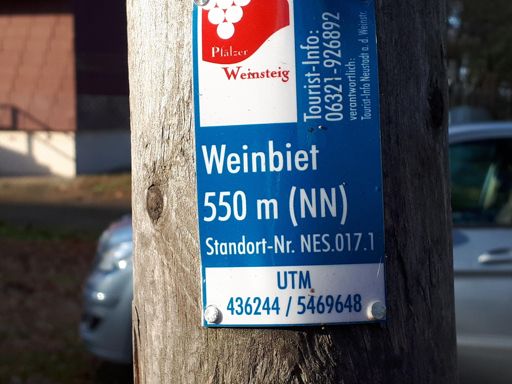 Pfälzer
Weinsteig
Tourist-Info:
06321-926892
verantwortlich:
Tourist-Info Neustadt a. d. Weinstr.
Weinbiet
550 m (NN)
Standort-Nr. NES.017.1
UTM
436244 / 5469648